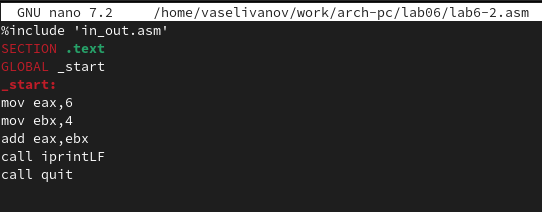 GNU nano 7.2 /home/vaselivanov/work/arch-pc/lab06/lab6-2.asm
%include 'in_out.asm'
SECTION .text
GLOBAL _start
_start:
mov eax,6
mov ebx,4
add eax,ebx
call iprintLF
call quit